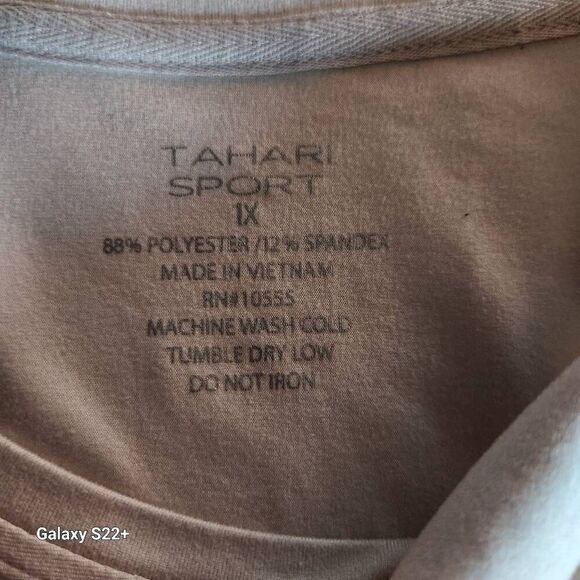 TAHARI
SPORT
1X
88% POLYESTER /12% SPANDEX
MADE IN VIETNAM
RN#10555
MACHINE WASH COLD
TUMBLE DRY LOW
DO NOT IRON
Galaxy S22+